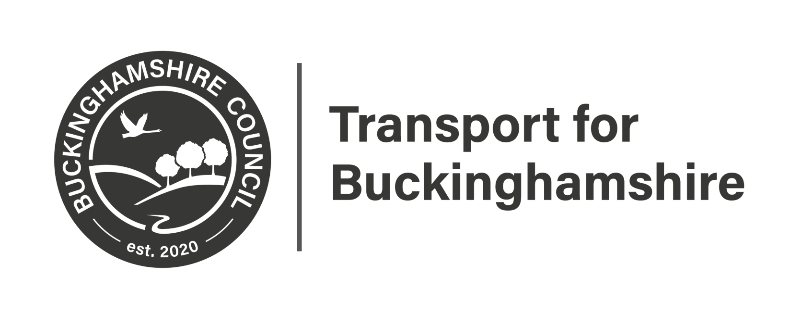 BUCKINGHAMSHIRE COUNCIL
est. 2020
Transport for
Buckinghamshire